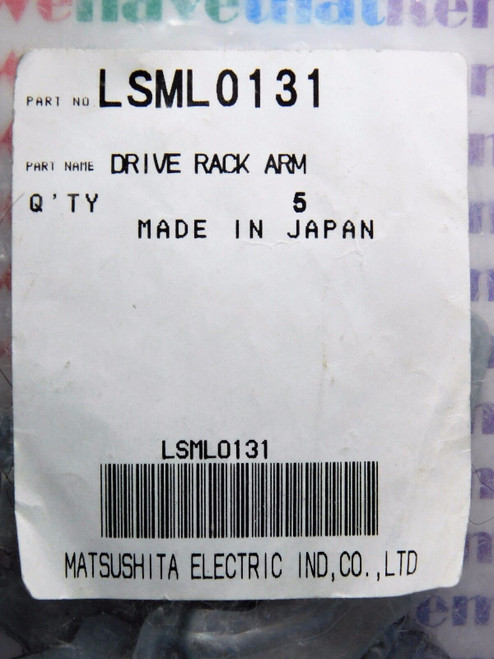 wehavethatitem
PART NO. LSML0131
PART NAME DRIVE RACK ARM
Q'TY 5
MADE IN JAPAN
LSML0131
MATSUSHITA ELECTRIC IND,CO.,LTD